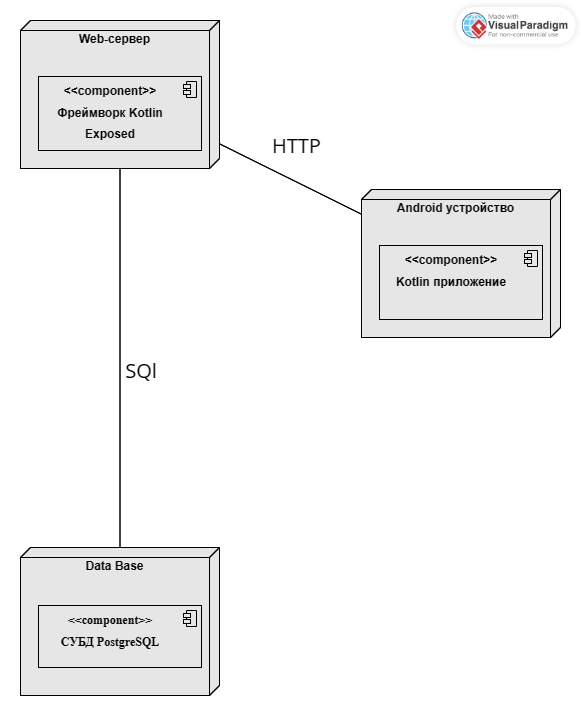 Made with
Visual Paradigm
For non-commercial use
Web-сервер
<<component>>
Фреймворк Kotlin
Exposed
HTTP
Android устройство
<<component>>
Kotlin приложение
SQl
Data Base
<<component>>
СУБД PostgreSQL